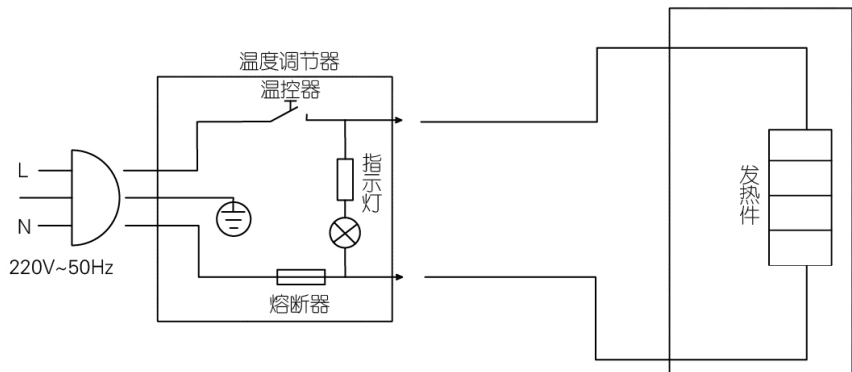 温度调节器
温控器
L
N
220V~50Hz
指示灯
熔断器
发热件